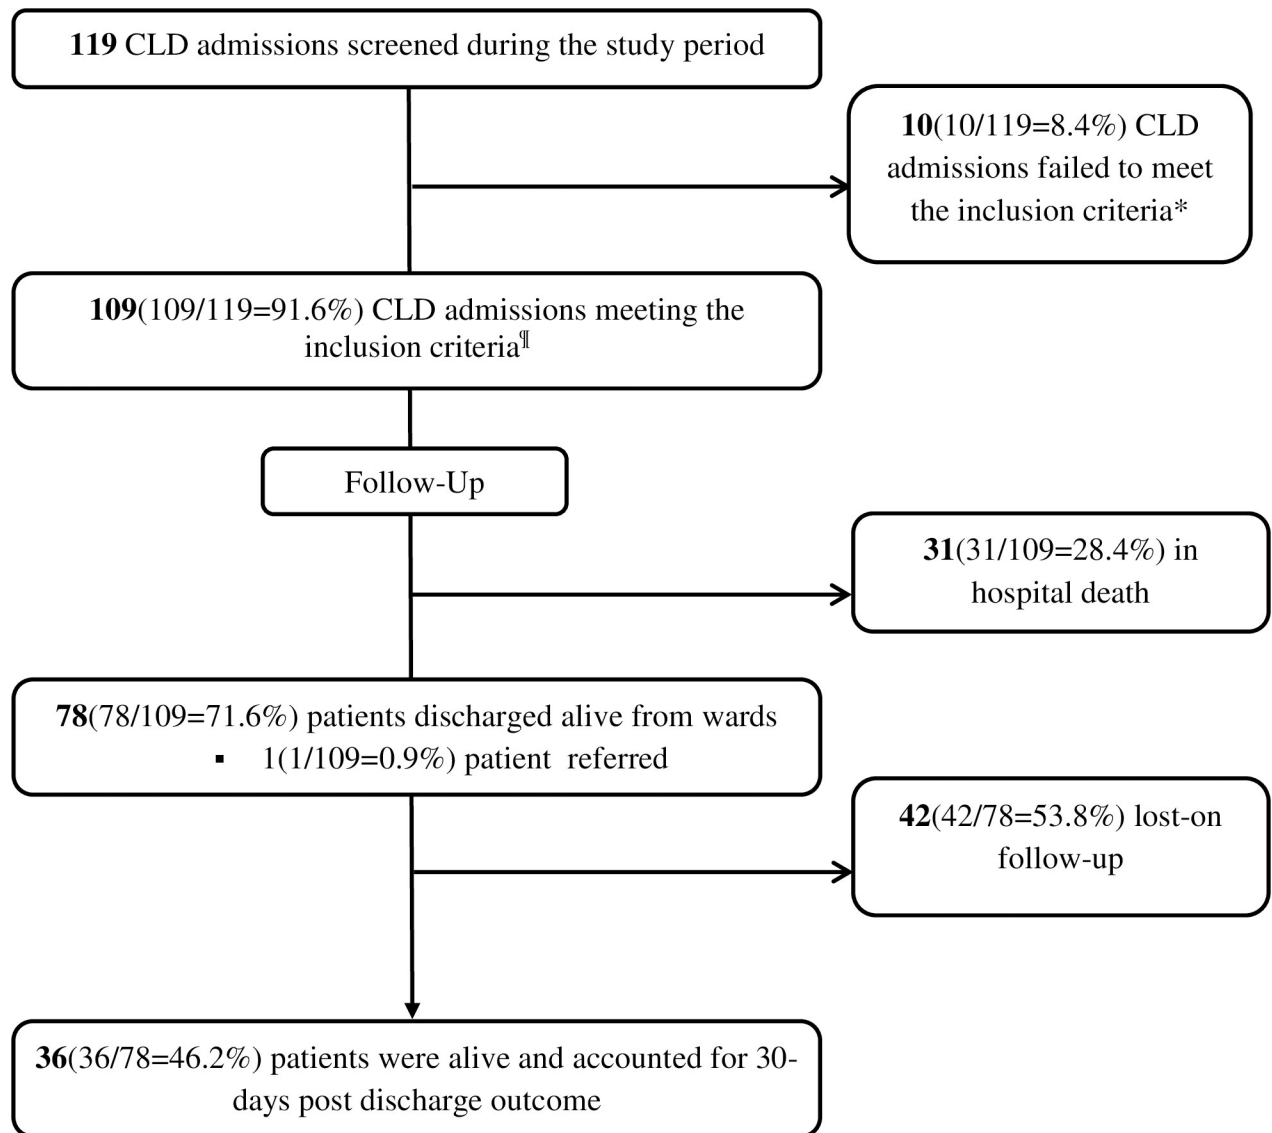 119 CLD admissions screened during the study period
10(10/119=8.4%) CLD
admissions failed to meet
the inclusion criteria*
109(109/119=91.6%) CLD admissions meeting the
inclusion criteria¶
Follow-Up
31(31/109=28.4%) in
hospital death
78(78/109=71.6%) patients discharged alive from wards
▪ 1(1/109=0.9%) patient referred
42(42/78=53.8%) lost-on
follow-up
36(36/78=46.2%) patients were alive and accounted for 30-
days post discharge outcome